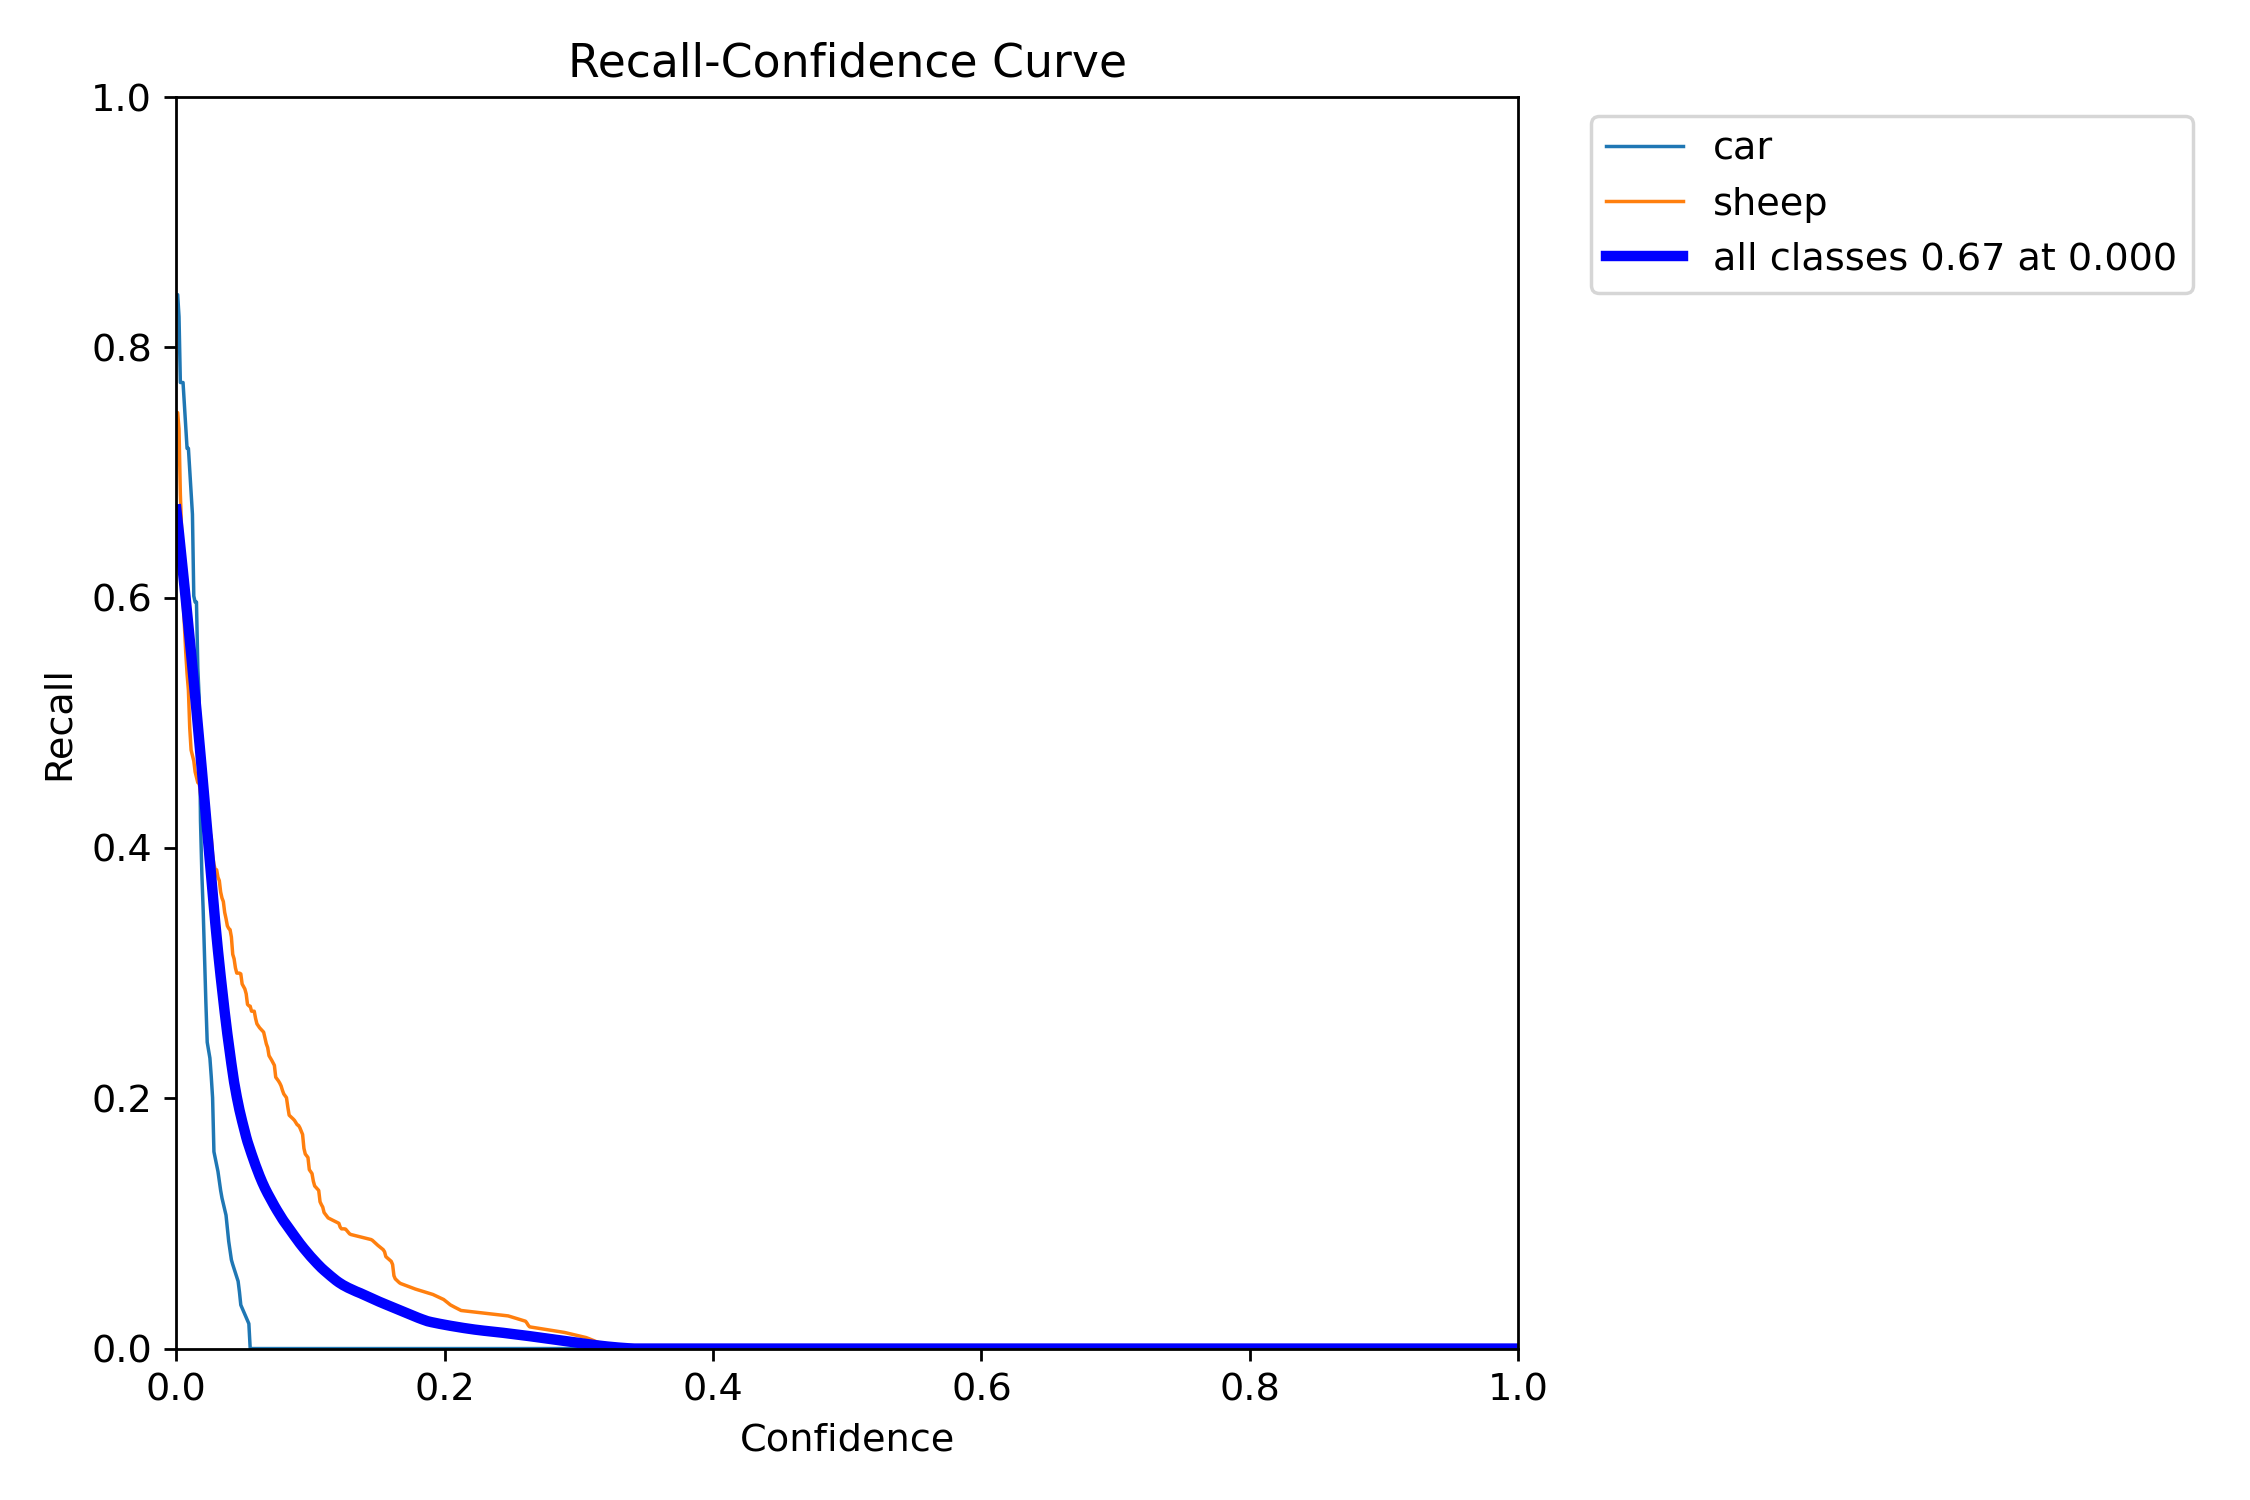 Recall-Confidence Curve
1.0
0.8
0.6
0.4
0.2
0.0
Recall
0.0 0.2 0.4 0.6 0.8 1.0
Confidence
car
sheep
all classes 0.67 at 0.000